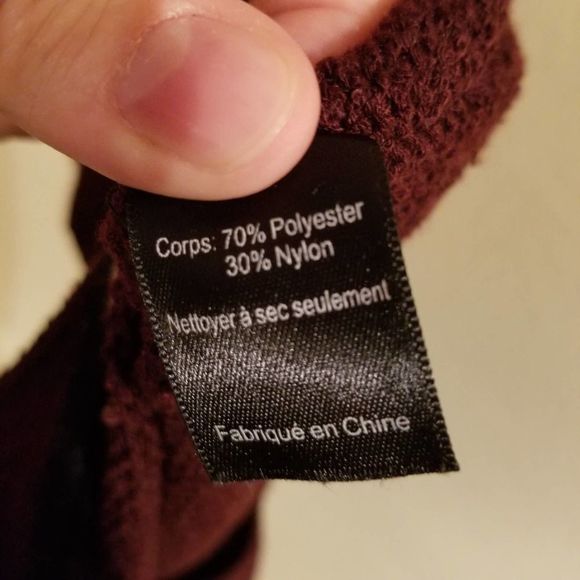 Corps: 70% Polyester
30% Nylon
Nettoyer à sec seulement
Fabriqué en Chine